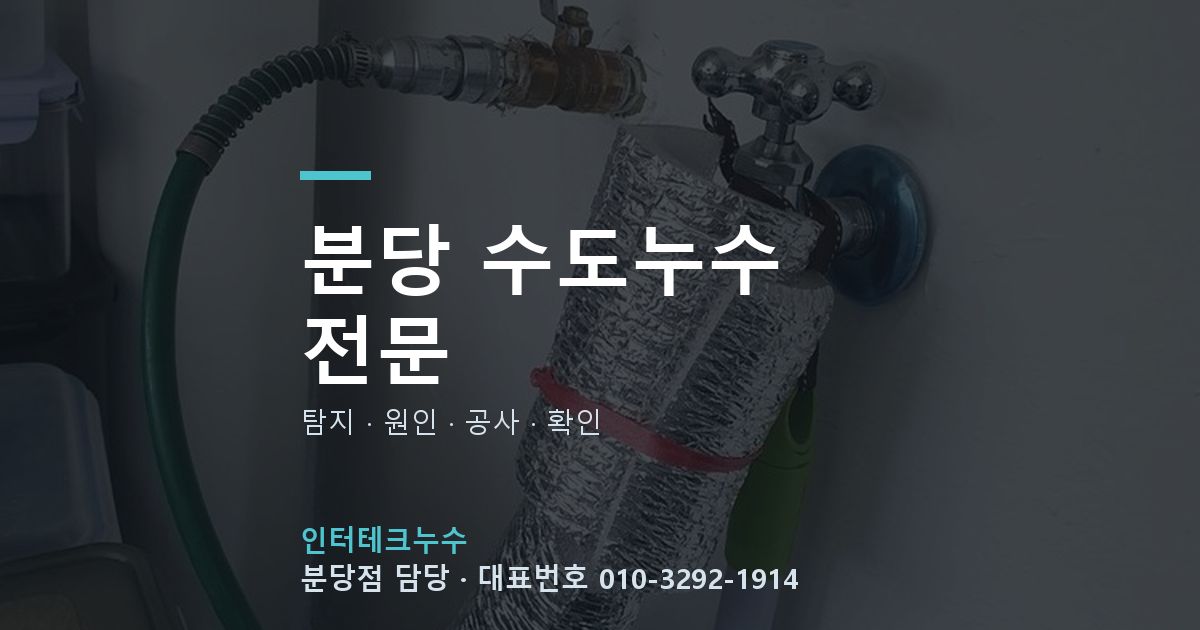 분당 수도누수
전문
탐지 · 원인 · 공사 · 확인
인터테크누수
분당점 담당 · 대표번호 010-3292-1914